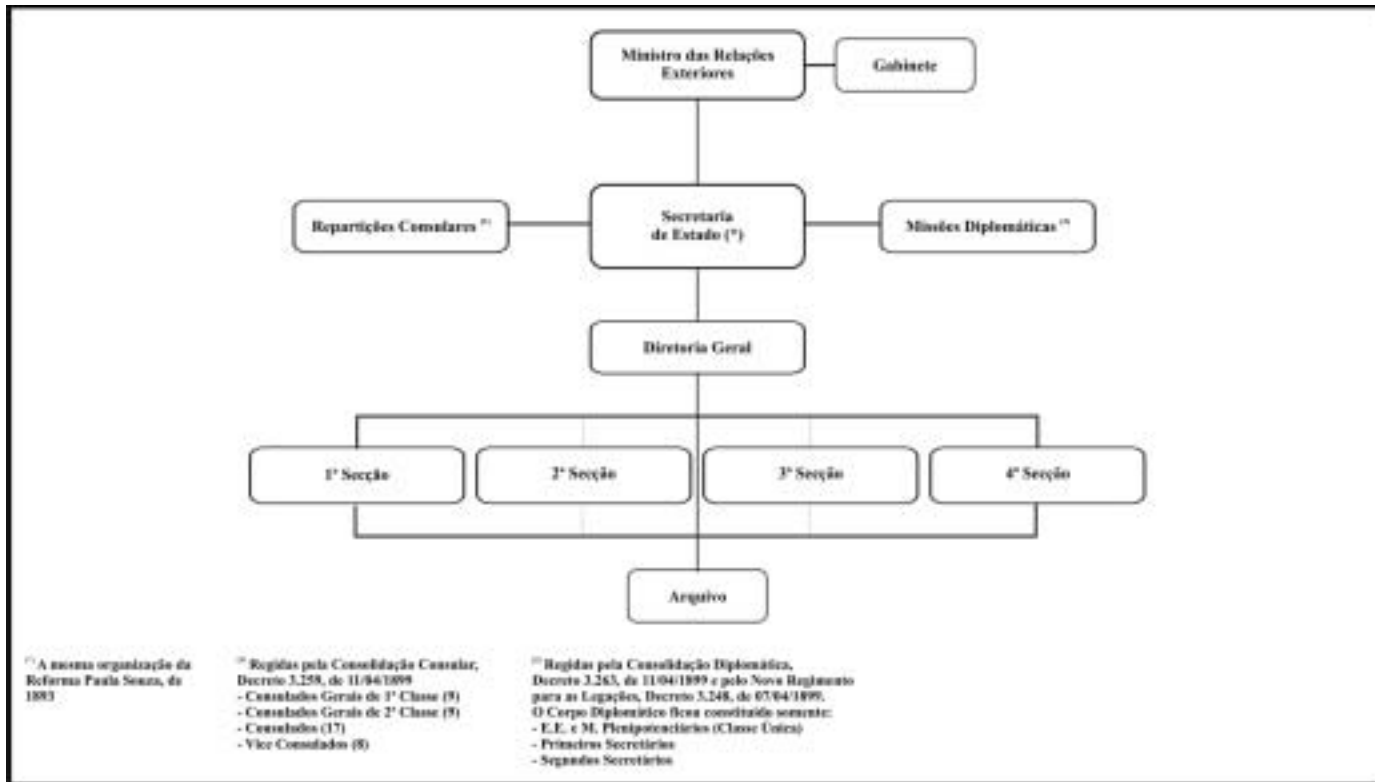 Ministro das Relações
Exteriores
Gabinete
Repartições Consulares
Secretaria
de Estado (*)
Missões Diplomáticas
Diretoria Geral
1ª Secção
2ª Secção
3ª Secção
4ª Secção
Arquivo
(*) A mesma organização da
Reforma Paula Souza, de
1893
Regidas pela Consolidação Consular,
Decreto 3.259, de 11/04/1899
- Consulados Gerais de 1ª Classe (9)
- Consulados Gerais de 2ª Classe (9)
- Consulados (17)
- Vice Consulados (8)
Regidas pela Consolidação Diplomática,
Decreto 3.263, de 11/04/1899 e pelo Novo Regimento
para as Legações, Decreto 3.248, de 07/04/1899.
O Corpo Diplomático ficou constituído somente:
- E.E. e M. Plenipotenciários (Classe Única)
- Primeiros Secretários
- Segundos Secretários